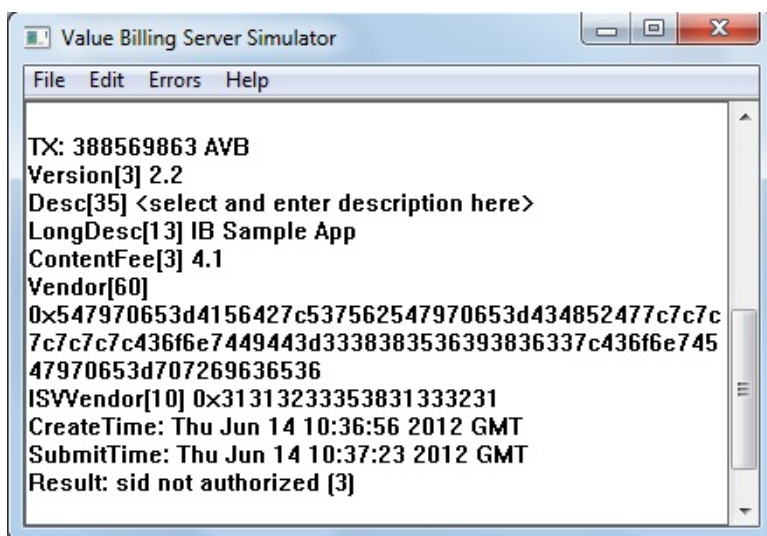 Value Billing Server Simulator
File Edit Errors Help
TX: 388569863 AVB
Version[3] 2.2
Desc[35] <select and enter description here>
LongDesc[13] IB Sample App
ContentFee[3] 4.1
Vendor[60]
0x547970653d4156427c537562547970653d434852477c7c7c
7c7c7c7c436f6e7449443d3338383536393836337c436f6e745
47970653d707269636536
ISVVendor[10] 0x31313233353831333231
CreateTime: Thu Jun 14 10:36:56 2012 GMT
SubmitTime: Thu Jun 14 10:37:23 2012 GMT
Result: sid not authorized (3)